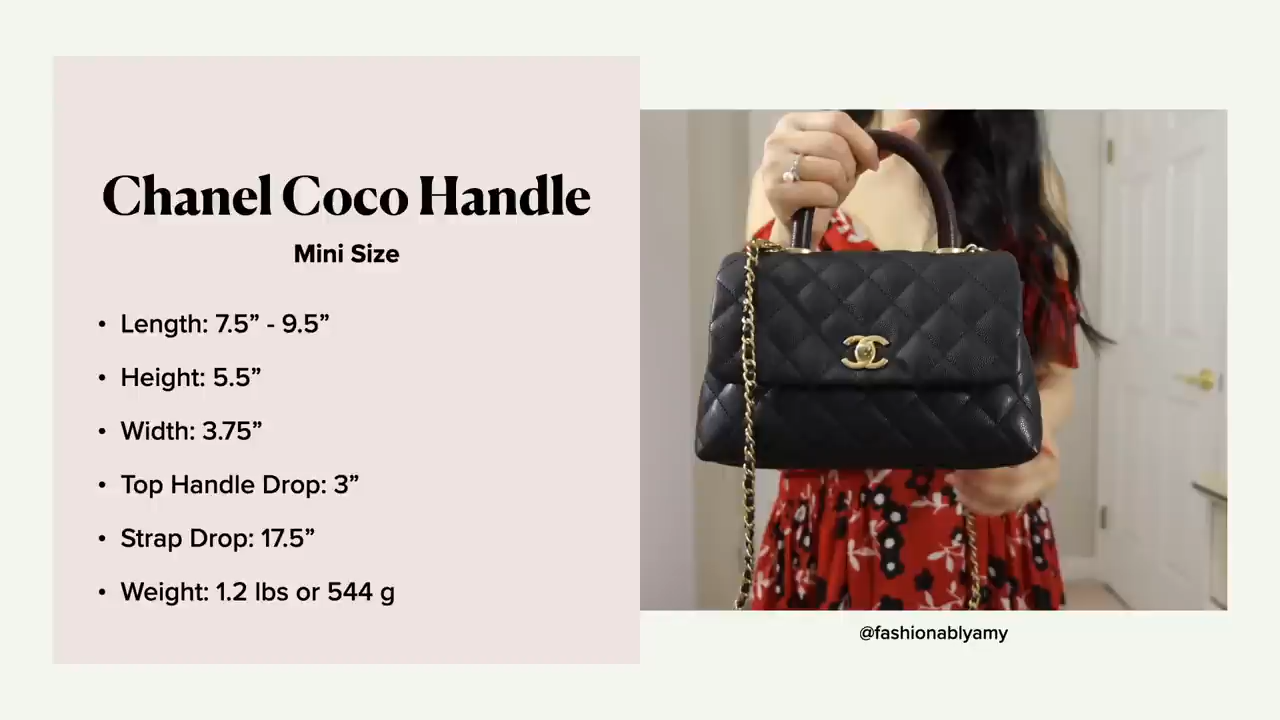 Chanel Coco Handle
Mini Size
• Length: 7.5” - 9.5”
• Height: 5.5”
• Width: 3.75”
• Top Handle Drop: 3”
• Strap Drop: 17.5”
• Weight: 1.2 lbs or 544 g
@fashionablyamy